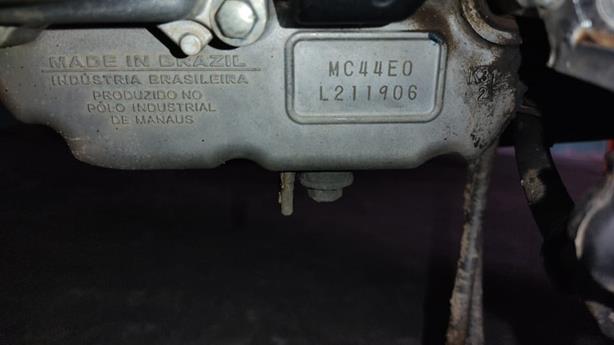 MADE IN BRAZIL
INDÚSTRIA BRASILEIRA
PRODUZIDO NO
PÓLO INDUSTRIAL
DE MANAUS
MC44E0
L211906